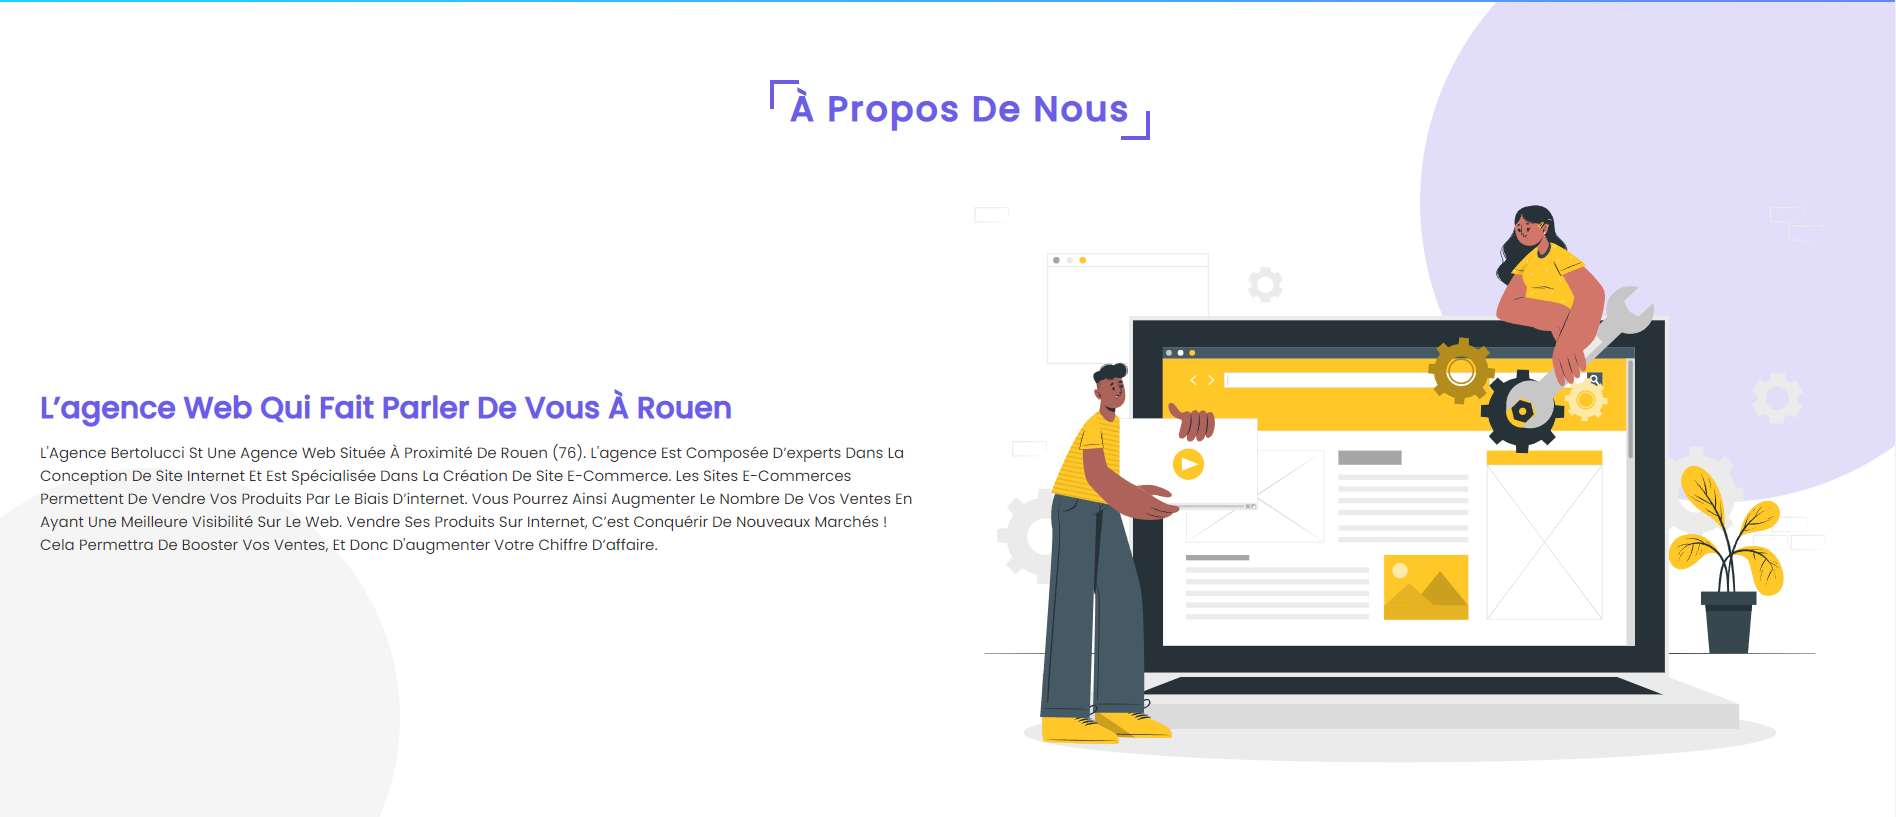 À Propos De Nous
L’agence Web Qui Fait Parler De Vous À Rouen
L'Agence Bertolucci St Une Agence Web Située À Proximité De Rouen (76). L'agence Est Composée D’experts Dans La
Conception De Site Internet Et Est Spécialisée Dans La Création De Site E-Commerce. Les Sites E-Commerces
Permettent De Vendre Vos Produits Par Le Biais D’internet. Vous Pourrez Ainsi Augmenter Le Nombre De Vos Ventes En
Ayant Une Meilleure Visibilité Sur Le Web. Vendre Ses Produits Sur Internet, C’est Conquérir De Nouveaux Marchés !
Cela Permettra De Booster Vos Ventes, Et Donc D'augmenter Votre Chiffre D’affaire.